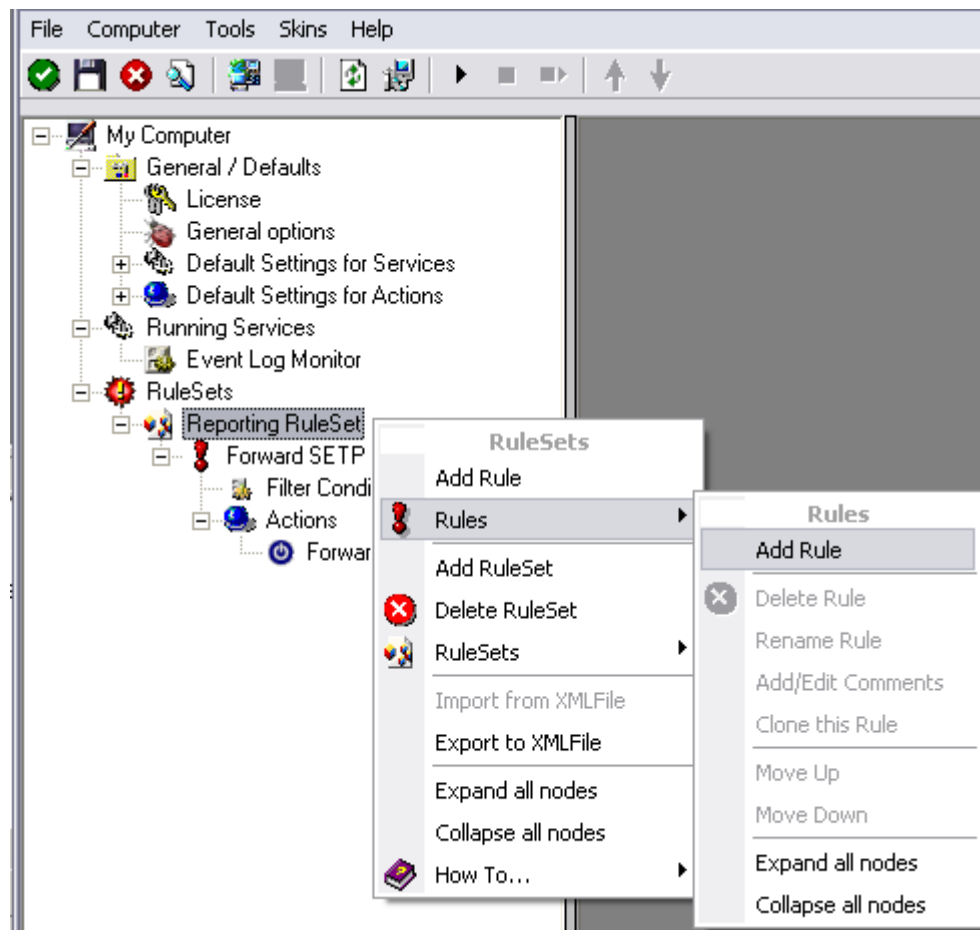 File Computer Tools Skins Help
My Computer
General / Defaults
License
General options
Default Settings for Services
Default Settings for Actions
Running Services
Event Log Monitor
RuleSets
Reporting RuleSet
Forward SETP
Filter Condi
Actions
Forwar
RuleSets
Add Rule
Rules
Add RuleSet
Delete RuleSet
RuleSets
Import from XMLFile
Export to XMLFile
Expand all nodes
Collapse all nodes
How To...
Rules
Add Rule
Delete Rule
Rename Rule
Add/Edit Comments
Clone this Rule
Move Up
Move Down
Expand all nodes
Collapse all nodes